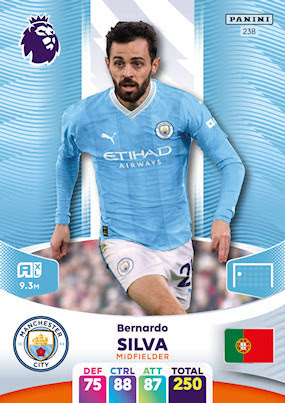 PANINI
238
ETIHAD
AIRWAYS
XL
9.3M
Bernardo
SILVA
MIDFIELDER
MANCHESTER
CITY
DEF CTRL ATT TOTAL
75 88 87 250